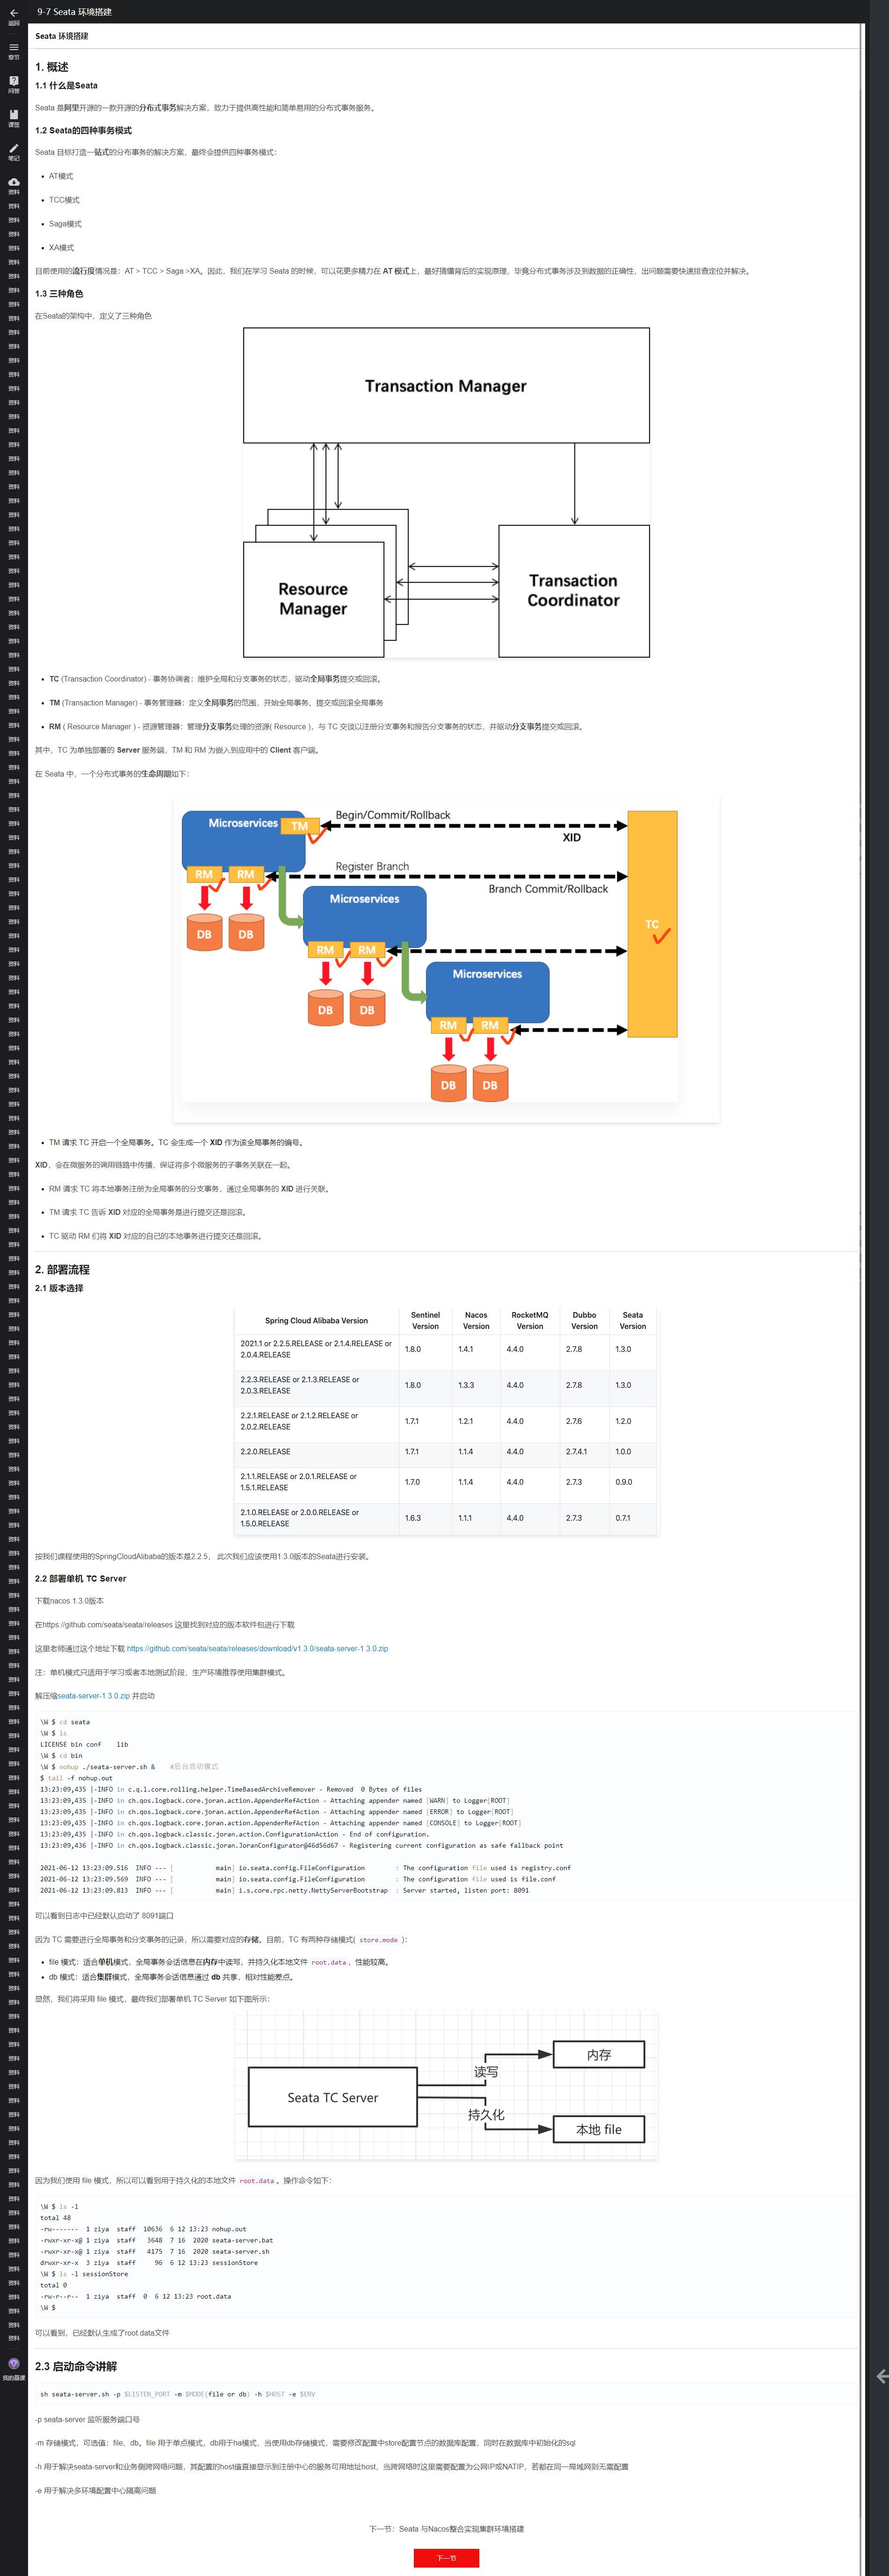 返回
9-7 Seata 环境搭建
章节
问答
课签
笔记
资料
Seata 环境搭建
1. 概述
1.1 什么是Seata
Seata 是阿里开源的一款开源的分布式事务解决方案，致力于提供高性能和简单易用的分布式事务服务。
1.2 Seata的四种事务模式
Seata 目标打造一站式的分布事务的解决方案，最终会提供四种事务模式：
AT模式
TCC模式
Saga模式
XA模式
目前使用的流行度情况是：AT > TCC > Saga >XA。因此，我们在学习 Seata 的时候，可以花更多精力在 AT 模式上，最好搞懂背后的实现原理，毕竟分布式事务涉及到数据的正确性，出问题需要快速排查定位并解决。
1.3 三种角色
在Seata的架构中，定义了三种角色
Transaction Manager
Resource Manager
Transaction Coordinator
TC (Transaction Coordinator) - 事务协调者：维护全局和分支事务的状态，驱动全局事务提交或回滚。
TM (Transaction Manager) - 事务管理器：定义全局事务的范围，开始全局事务、提交或回滚全局事务
RM ( Resource Manager ) - 资源管理器：管理分支事务处理的资源( Resource )，与 TC 交谈以注册分支事务和报告分支事务的状态，并驱动分支事务提交或回滚。
其中，TC 为单独部署的 Server 服务端，TM 和 RM 为嵌入到应用中的 Client 客户端。
在 Seata 中，一个分布式事务的生命周期如下：
Microservices
TM
Begin/Commit/Rollback
XID
RM RM
Register Branch
Branch Commit/Rollback
DB DB
Microservices
TC
RM RM
DB DB
Microservices
RM RM
DB DB
TM 请求 TC 开启一个全局事务。TC 会生成一个 XID 作为该全局事务的编号。
XID，会在微服务的调用链路中传播，保证将多个微服务的子事务关联在一起。
RM 请求 TC 将本地事务注册为全局事务的分支事务，通过全局事务的 XID 进行关联。
TM 请求 TC 告诉 XID 对应的全局事务是进行提交还是回滚。
TC 驱动 RM 们将 XID 对应的自己的本地事务进行提交还是回滚。
2. 部署流程
2.1 版本选择
Spring Cloud Alibaba Version Sentinel Version Nacos Version RocketMQ Version Dubbo Version Seata Version
2021.1 or 2.2.5.RELEASE or 2.1.4.RELEASE or 2.0.4.RELEASE 1.8.0 1.4.1 4.4.0 2.7.8 1.3.0
2.2.3.RELEASE or 2.1.3.RELEASE or 2.0.3.RELEASE 1.8.0 1.3.3 4.4.0 2.7.8 1.3.0
2.2.1.RELEASE or 2.1.2.RELEASE or 2.0.2.RELEASE 1.7.1 1.2.1 4.4.0 2.7.6 1.2.0
2.2.0.RELEASE 1.7.1 1.1.4 4.4.0 2.7.4.1 1.0.0
2.1.1.RELEASE or 2.0.1.RELEASE or 1.5.1.RELEASE 1.7.0 1.1.4 4.4.0 2.7.3 0.9.0
2.1.0.RELEASE or 2.0.0.RELEASE or 1.5.0.RELEASE 1.6.3 1.1.1 4.4.0 2.7.3 0.7.1
按我们课程使用的SpringCloudAlibaba的版本是2.2.5， 此次我们应该使用1.3.0版本的Seata进行安装。
2.2 部署单机 TC Server
下载nacos 1.3.0版本
在https://github.com/seata/seata/releases 这里找到对应的版本软件包进行下载
这里老师通过这个地址下载 https://github.com/seata/seata/releases/download/v1.3.0/seata-server-1.3.0.zip
注：单机模式只适用于学习或者本地测试阶段，生产环境推荐使用集群模式。
解压缩seata-server-1.3.0.zip 并启动
\W $ cd seata
\W $ ls
LICENSE bin conf    lib
\W $ cd bin
\W $ nohup ./seata-server.sh &    #后台启动模式
$ tail -f nohup.out
13:23:09,435 |-INFO in c.q.l.core.rolling.helper.TimeBasedArchiveRemover - Removed  0 Bytes of files
13:23:09,435 |-INFO in ch.qos.logback.core.joran.action.AppenderRefAction - Attaching appender named [WARN] to Logger[ROOT]
13:23:09,435 |-INFO in ch.qos.logback.core.joran.action.AppenderRefAction - Attaching appender named [ERROR] to Logger[ROOT]
13:23:09,435 |-INFO in ch.qos.logback.core.joran.action.AppenderRefAction - Attaching appender named [CONSOLE] to Logger[ROOT]
13:23:09,435 |-INFO in ch.qos.logback.classic.joran.action.ConfigurationAction - End of configuration.
13:23:09,436 |-INFO in ch.qos.logback.classic.joran.JoranConfigurator@46d56d67 - Registering current configuration as safe fallback point
2021-06-12 13:23:09.516  INFO --- [           main] io.seata.config.FileConfiguration        : The configuration file used is registry.conf
2021-06-12 13:23:09.569  INFO --- [           main] io.seata.config.FileConfiguration        : The configuration file used is file.conf
2021-06-12 13:23:09.813  INFO --- [           main] i.s.core.rpc.netty.NettyServerBootstrap  : Server started, listen port: 8091
可以看到日志中已经默认启动了 8091端口
因为 TC 需要进行全局事务和分支事务的记录，所以需要对应的存储。目前，TC 有两种存储模式( store.mode )：
file 模式：适合单机模式，全局事务会话信息在内存中读写，并持久化本地文件 root.data，性能较高。
db 模式：适合集群模式，全局事务会话信息通过 db 共享，相对性能差点。
显然，我们将采用 file 模式，最终我们部署单机 TC Server 如下图所示：
Seata TC Server
读写
内存
持久化
本地 file
因为我们使用 file 模式，所以可以看到用于持久化的本地文件 root.data。操作命令如下：
\W $ ls -l
total 48
-rw-------  1 ziya  staff  10636  6 12 13:23 nohup.out
-rwxr-xr-x@ 1 ziya  staff   3648  7 16  2020 seata-server.bat
-rwxr-xr-x@ 1 ziya  staff   4175  7 16  2020 seata-server.sh
drwxr-xr-x  3 ziya  staff     96  6 12 13:23 sessionStore
\W $ ls -l sessionStore
total 0
-rw-r--r--  1 ziya  staff  0  6 12 13:23 root.data
\W $
可以看到，已经默认生成了root data文件
2.3 启动命令讲解
sh seata-server.sh -p $LISTEN_PORT -m $MODE(file or db) -h $HOST -e $ENV
-p seata-server 监听服务端口号
-m 存储模式，可选值：file、db。file 用于单点模式，db用于ha模式，当使用db存储模式，需要修改配置中store配置节点的数据库配置，同时在数据库中初始化的sql
-h 用于解决seata-server和业务侧跨网络问题，其配置的host值直接显示到注册中心的服务可用地址host，当跨网络时这里需要配置为公网IP或NATIP，若都在同一局域网则无需配置
-e 用于解决多环境配置中心隔离问题
我的慕课
下一节：Seata 与Nacos整合实现集群环境搭建
下一节